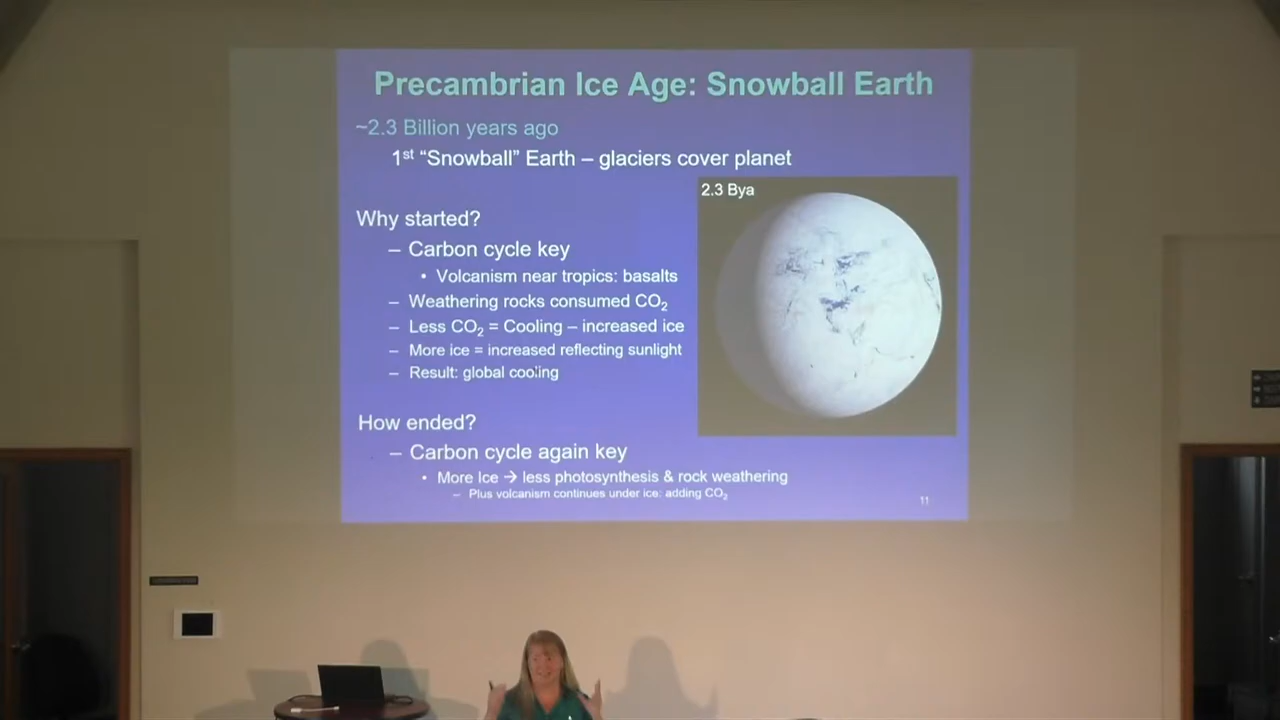 Precambrian Ice Age: Snowball Earth
~2.3 Billion years ago
1st “Snowball” Earth – glaciers cover planet
2.3 Bya
Why started?
– Carbon cycle key
• Volcanism near tropics: basalts
– Weathering rocks consumed CO₂
– Less CO₂ = Cooling – increased ice
– More ice = increased reflecting sunlight
– Result: global cooling
How ended?
– Carbon cycle again key
• More Ice → less photosynthesis & rock weathering
– Plus volcanism continues under ice: adding CO₂
11